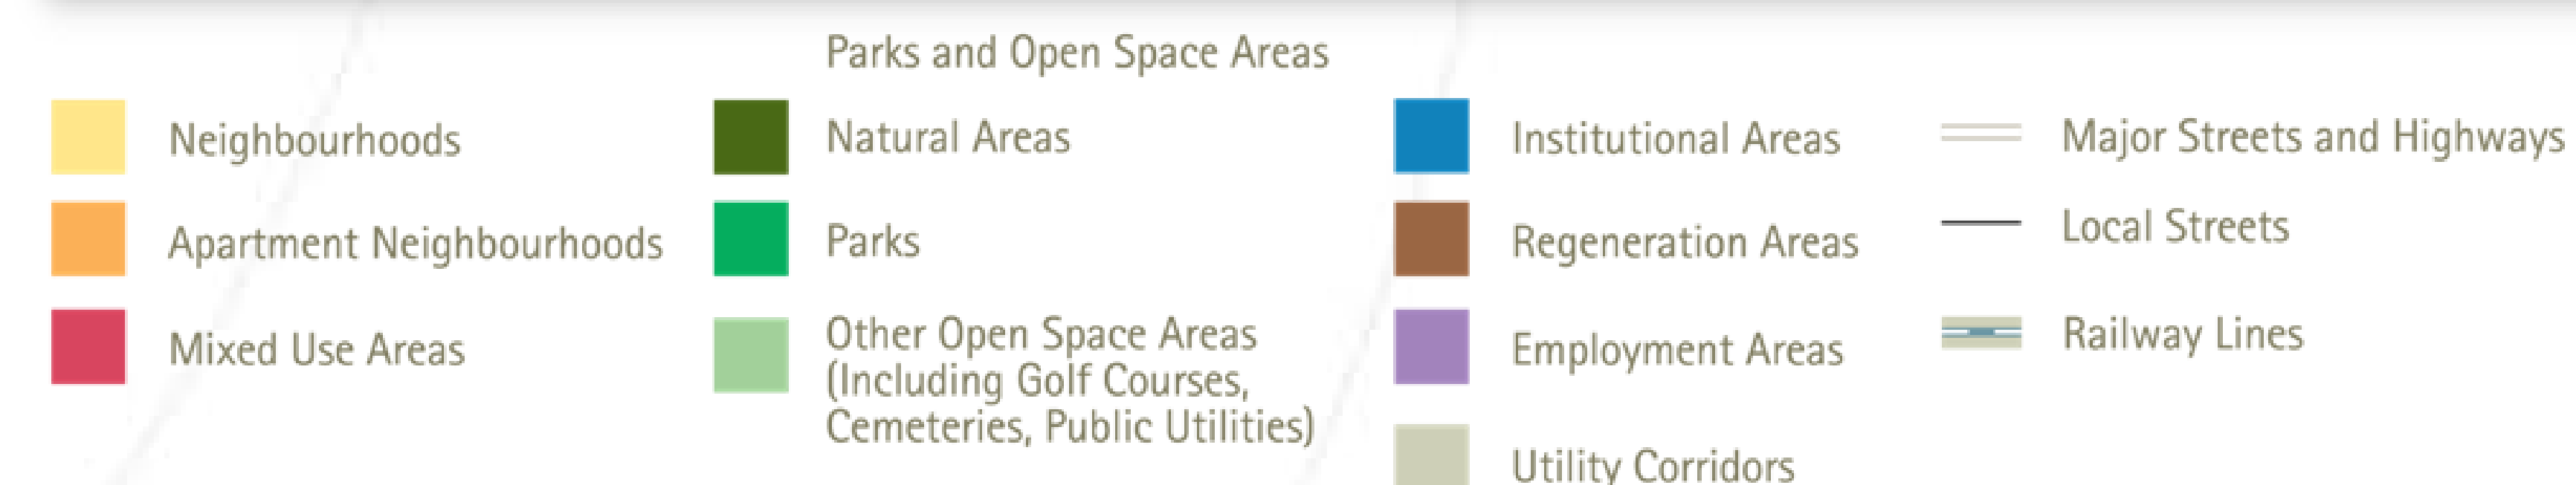 Neighbourhoods
Apartment Neighbourhoods
Mixed Use Areas
Parks and Open Space Areas
Natural Areas
Parks
Other Open Space Areas
(Including Golf Courses,
Cemeteries, Public Utilities)
Institutional Areas
Regeneration Areas
Employment Areas
Utility Corridors
Major Streets and Highways
Local Streets
Railway Lines